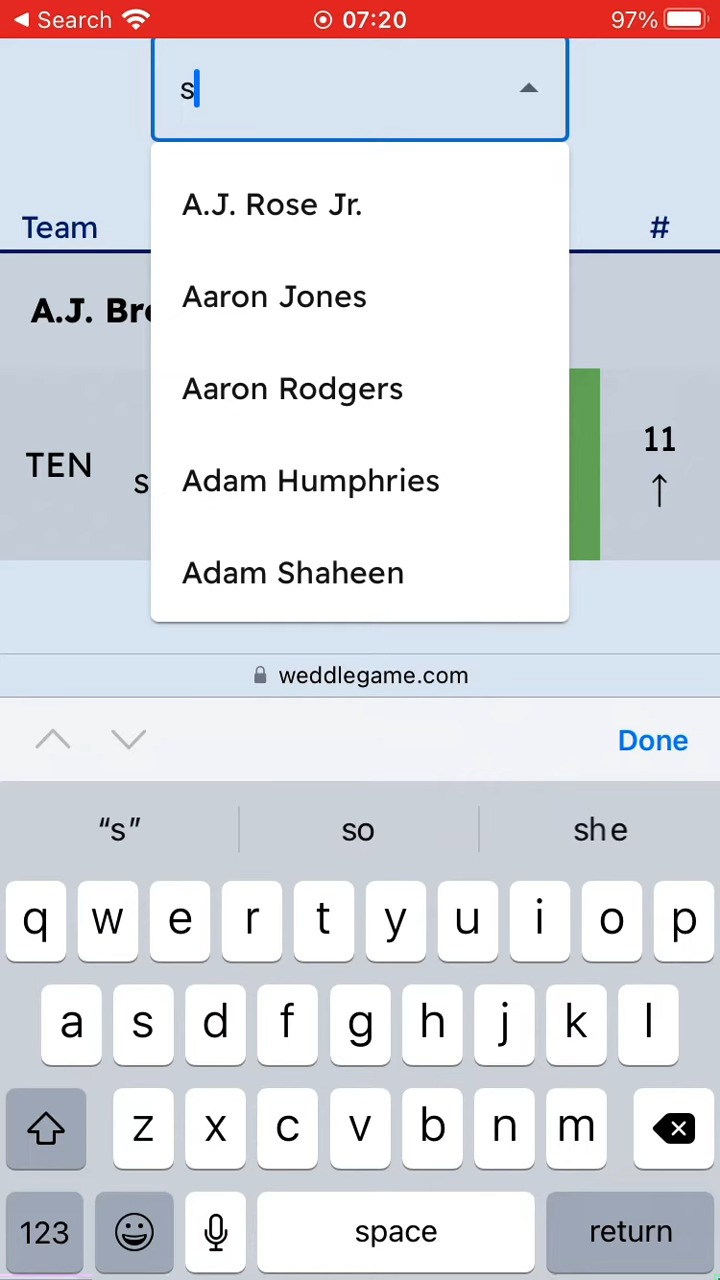 Search 07:20 97%
s
Team #
A.J. Rose Jr.
Aaron Jones
A.J. Br
Aaron Rodgers
11
TEN s ↑
Adam Humphries
Adam Shaheen
weddlegame.com
Done
“s” so she
q w e r t y u i o p
a s d f g h j k l
z x c v b n m
123 space return